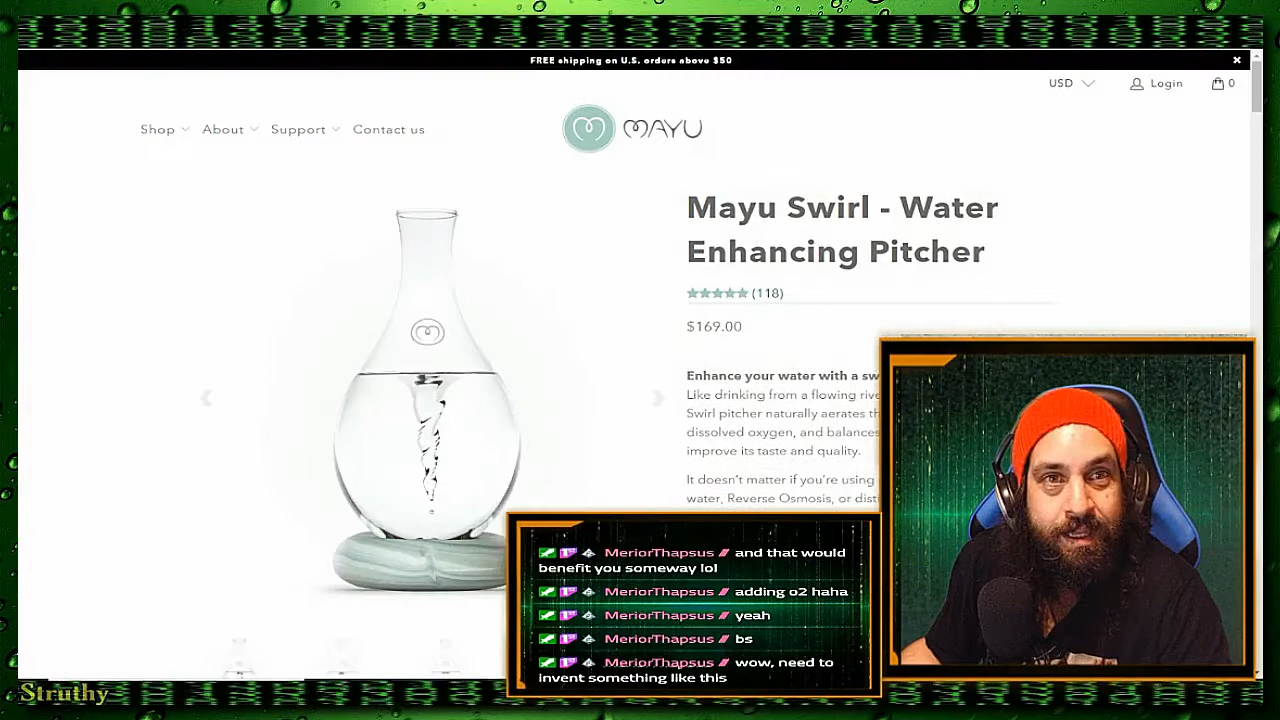 FREE shipping on U.S. orders above $50
USD
Login
0
Shop
About
Support
Contact us
MAYU
Mayu Swirl - Water
Enhancing Pitcher
(118)
$169.00
Enhance your water with a sw
Like drinking from a flowing rive
Swirl pitcher naturally aerates th
dissolved oxygen, and balances
improve its taste and quality.
It doesn't matter if you're using
water, Reverse Osmosis, or disti
MeriorThapsus // and that would
benefit you someway lol
MeriorThapsus // adding o2 haha
MeriorThapsus // yeah
MeriorThapsus // bs
MeriorThapsus // wow, need to
invent something like this
Struthy